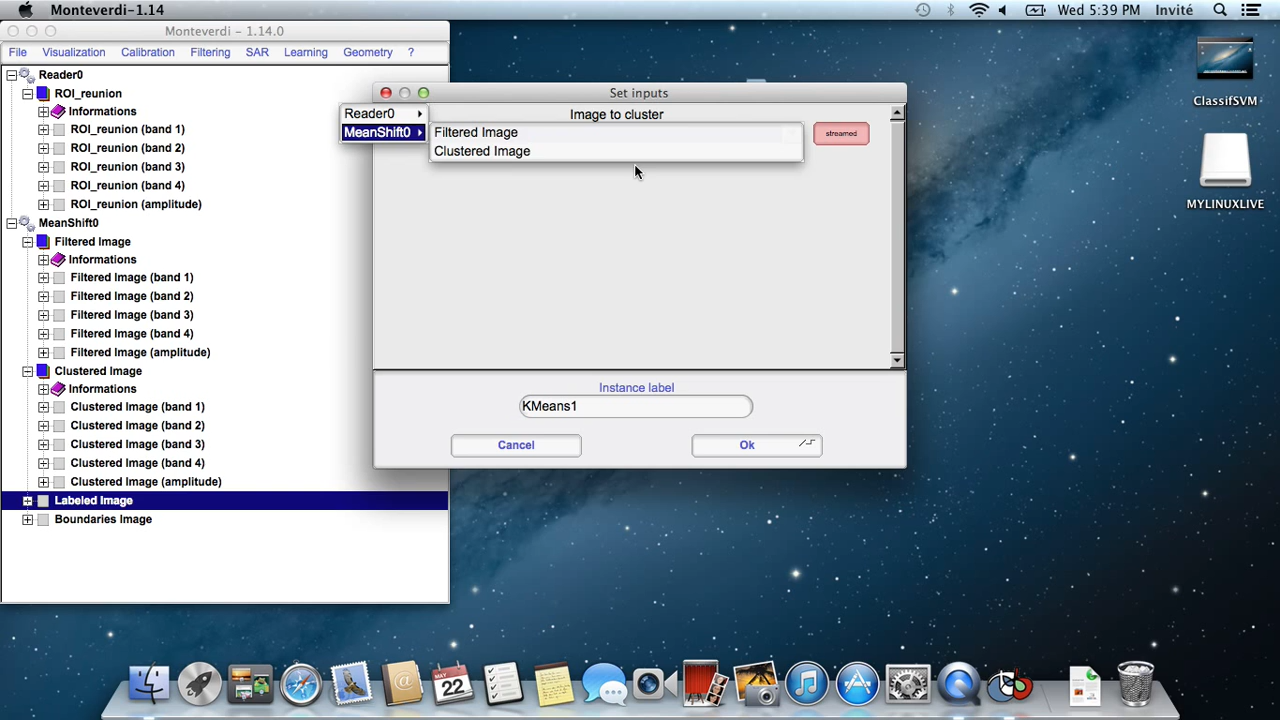 Monteverdi-1.14
Wed 5:39 PM Invité
Monteverdi - 1.14.0
File Visualization Calibration Filtering SAR Learning Geometry ?
Reader0
ROI_reunion
Informations
ROI_reunion (band 1)
ROI_reunion (band 2)
ROI_reunion (band 3)
ROI_reunion (band 4)
ROI_reunion (amplitude)
MeanShift0
Filtered Image
Informations
Filtered Image (band 1)
Filtered Image (band 2)
Filtered Image (band 3)
Filtered Image (band 4)
Filtered Image (amplitude)
Clustered Image
Informations
Clustered Image (band 1)
Clustered Image (band 2)
Clustered Image (band 3)
Clustered Image (band 4)
Clustered Image (amplitude)
Labeled Image
Boundaries Image
Set inputs
Image to cluster
Reader0
MeanShift0
Filtered Image
Clustered Image
streamed
Instance label
KMeans1
Cancel
Ok
ClassifSVM
MYLINUXLIVE
MAY
22